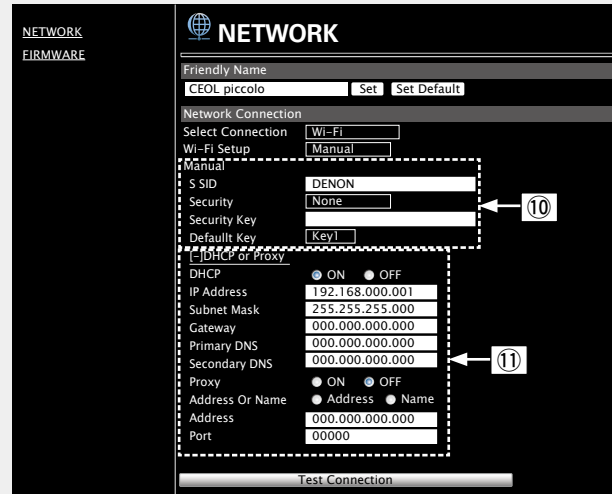 NETWORK
FIRMWARE
NETWORK
Friendly Name
CEOL piccolo Set Set Default
Network Connection
Select Connection Wi-Fi
Wi-Fi Setup Manual
Manual
S SID DENON
Security None
Security Key
Defaullt Key Key1
⑩
[-]DHCP or Proxy
DHCP ON OFF
IP Address 192.168.000.001
Subnet Mask 255.255.255.000
Gateway 000.000.000.000
Primary DNS 000.000.000.000
Secondary DNS 000.000.000.000
⑪
Proxy ON OFF
Address Or Name Address Name
Address 000.000.000.000
Port 00000
Test Connection